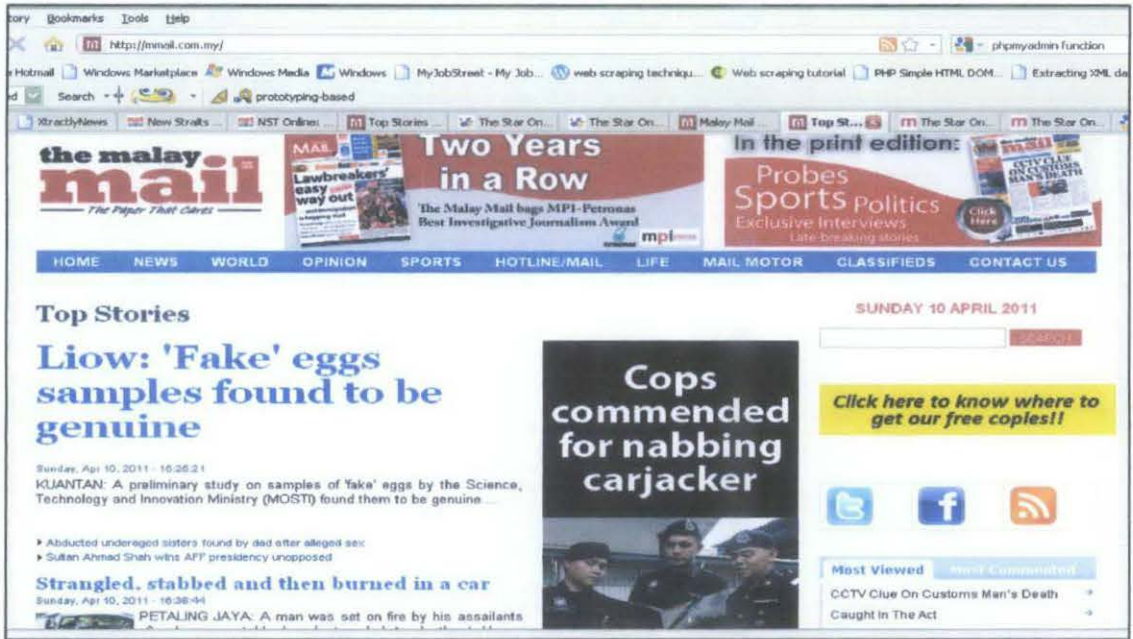 tory Bookmarks Tools Help
http://mmail.com.my/
phpmyadmin function
Hotmail Windows Marketplace Windows Media Windows MyJobStreet - My Job... web scraping techniqu... Web scraping tutorial PHP Simple HTML DOM... Extracting XML da
Search prototyping-based
XtractlyNews New Straits ... NST Online: ... Top Stories ... The Star On... The Star On... Malay Mail ... Top St... The Star On... The Star On...
the malay
mail
The Paper That Cares
MAIL
Lawbreakers'
easy
way out
Two Years
in a Row
The Malay Mail bags MPI-Petronas
Best Investigative Journalism Award
mpi
In the print edition:
Probes
Sports Politics
Exclusive Interviews
Late breaking stories
Click
Here
mail
CCTV CLUE
ON CUSTOMS
MAN'S DEATH
HOME NEWS WORLD OPINION SPORTS HOTLINE/MAIL LIFE MAIL MOTOR CLASSIFIEDS CONTACT US
Top Stories
Liow: 'Fake' eggs
samples found to be
genuine
Sunday, Apr 10, 2011 - 16:26:21
KUANTAN: A preliminary study on samples of 'fake' eggs by the Science,
Technology and Innovation Ministry (MOSTI) found them to be genuine ...
Abducted underaged sisters found by dad after alleged sex
Sultan Ahmad Shah wins AFF presidency unopposed
Strangled, stabbed and then burned in a car
Sunday, Apr 10, 2011 - 16:36:44
PETALING JAYA: A man was set on fire by his assailants
Cops
commended
for nabbing
carjacker
SUNDAY 10 APRIL 2011
SEARCH
Click here to know where to
get our free copies!!
Most Viewed Most Commented
CCTV Clue On Customs Man's Death
Caught In The Act